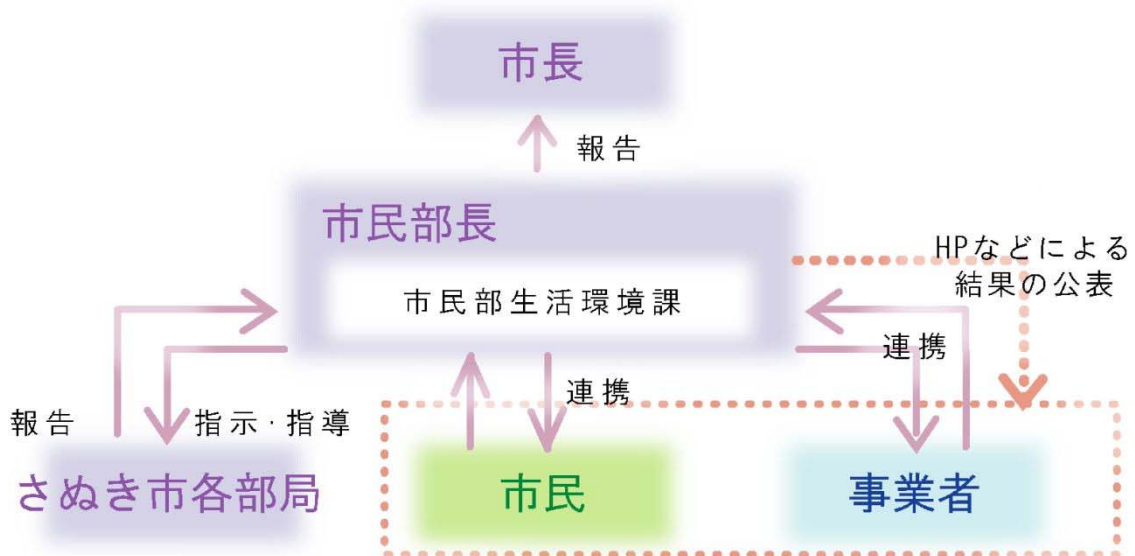 市長
報告
市民部長
HPなどによる
結果の公表
市民部生活環境課
連携
連携
報告
指示・指導
さぬき市各部局
市民
事業者